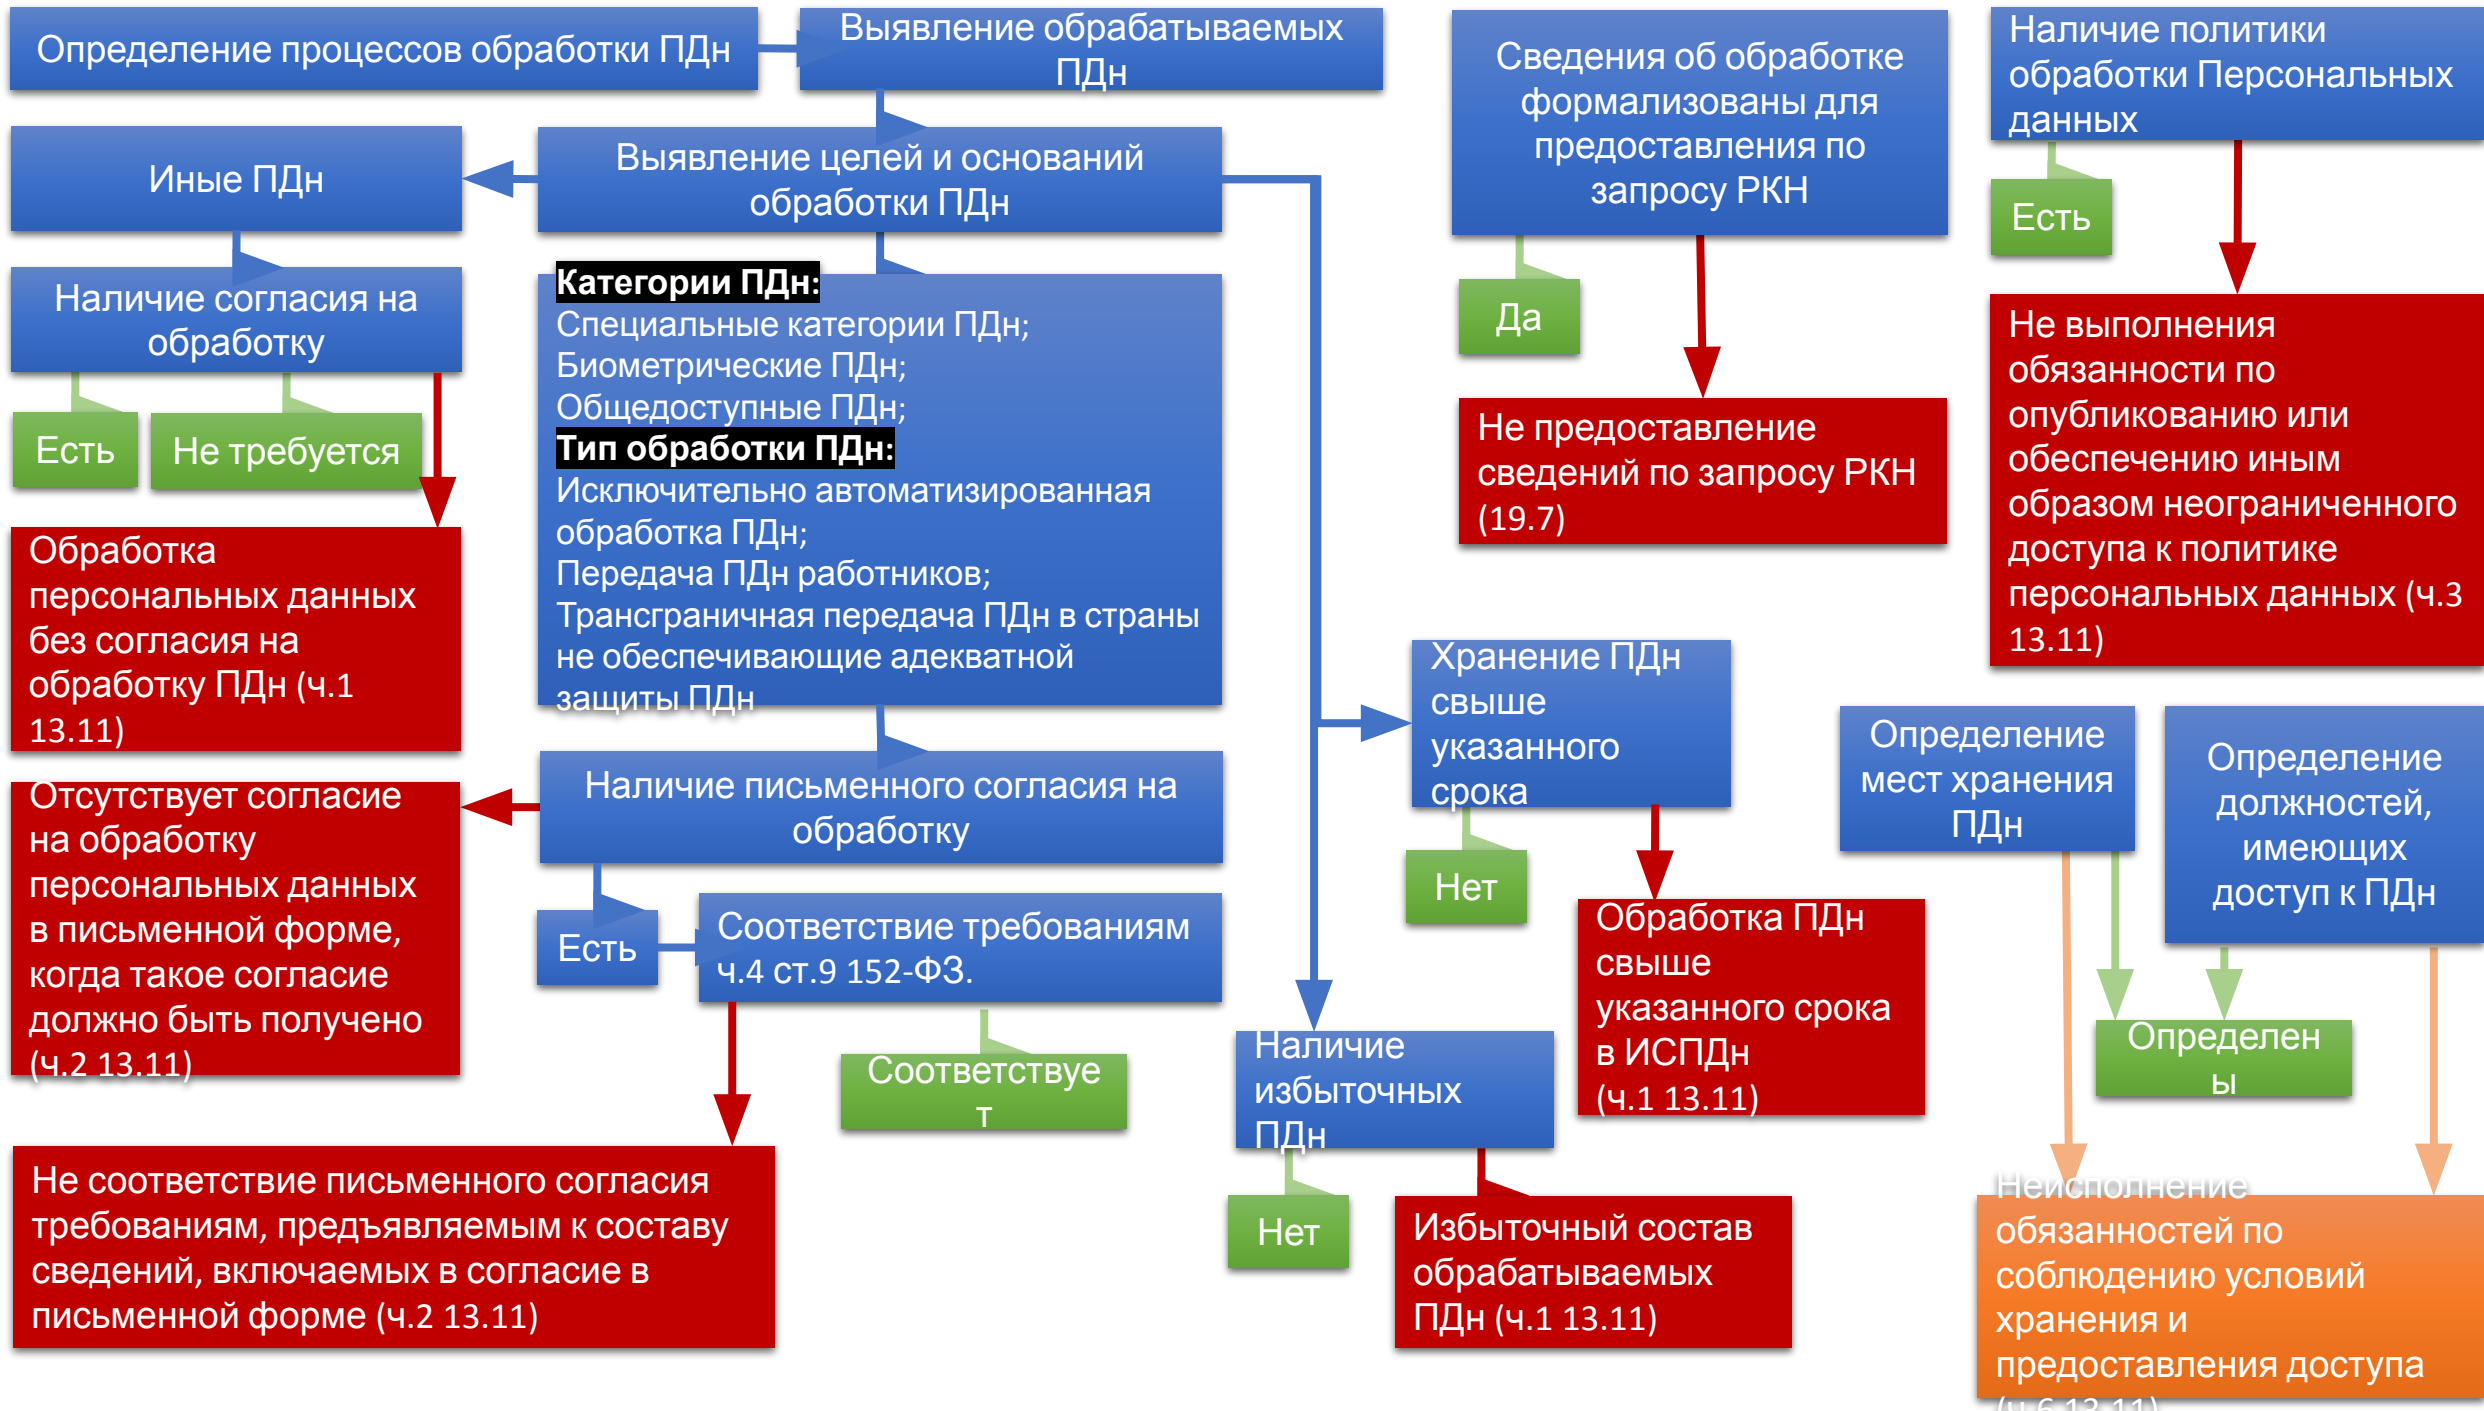 Определение процессов обработки ПДн
Выявление обрабатываемых
ПДн
Иные ПДн
Выявление целей и оснований
обработки ПДн
Наличие согласия на
обработку
Есть
Не требуется
Обработка
персональных данных
без согласия на
обработку ПДн (ч.1
13.11)
Категории ПДн:
Специальные категории ПДн;
Биометрические ПДн;
Общедоступные ПДн;
Тип обработки ПДн:
Исключительно автоматизированная
обработка ПДн;
Передача ПДн работников;
Трансграничная передача ПДн в страны
не обеспечивающие адекватной
защиты ПДн
Наличие письменного согласия на
обработку
Отсутствует согласие
на обработку
персональных данных
в письменной форме,
когда такое согласие
должно быть получено
(ч.2 13.11)
Есть
Соответствие требованиям
ч.4 ст.9 152-ФЗ.
Соответствуе
т
Не соответствие письменного согласия
требованиям, предъявляемым к составу
сведений, включаемых в согласие в
письменной форме (ч.2 13.11)
Сведения об обработке
формализованы для
предоставления по
запросу РКН
Да
Не предоставление
сведений по запросу РКН
(19.7)
Наличие политики
обработки Персональных
данных
Есть
Не выполнения
обязанности по
опубликованию или
обеспечению иным
образом неограниченного
доступа к политике
персональных данных (ч.3
13.11)
Хранение ПДн
свыше
указанного
срока
Нет
Обработка ПДн
свыше
указанного срока
в ИСПДн
(ч.1 13.11)
Наличие
избыточных
ПДн
Нет
Избыточный состав
обрабатываемых
ПДн (ч.1 13.11)
Определение
мест хранения
ПДн
Определение
должностей,
имеющих
доступ к ПДн
Определен
ы
Неисполнение
обязанностей по
соблюдению условий
хранения и
предоставления доступа
(ч.6 13.11)